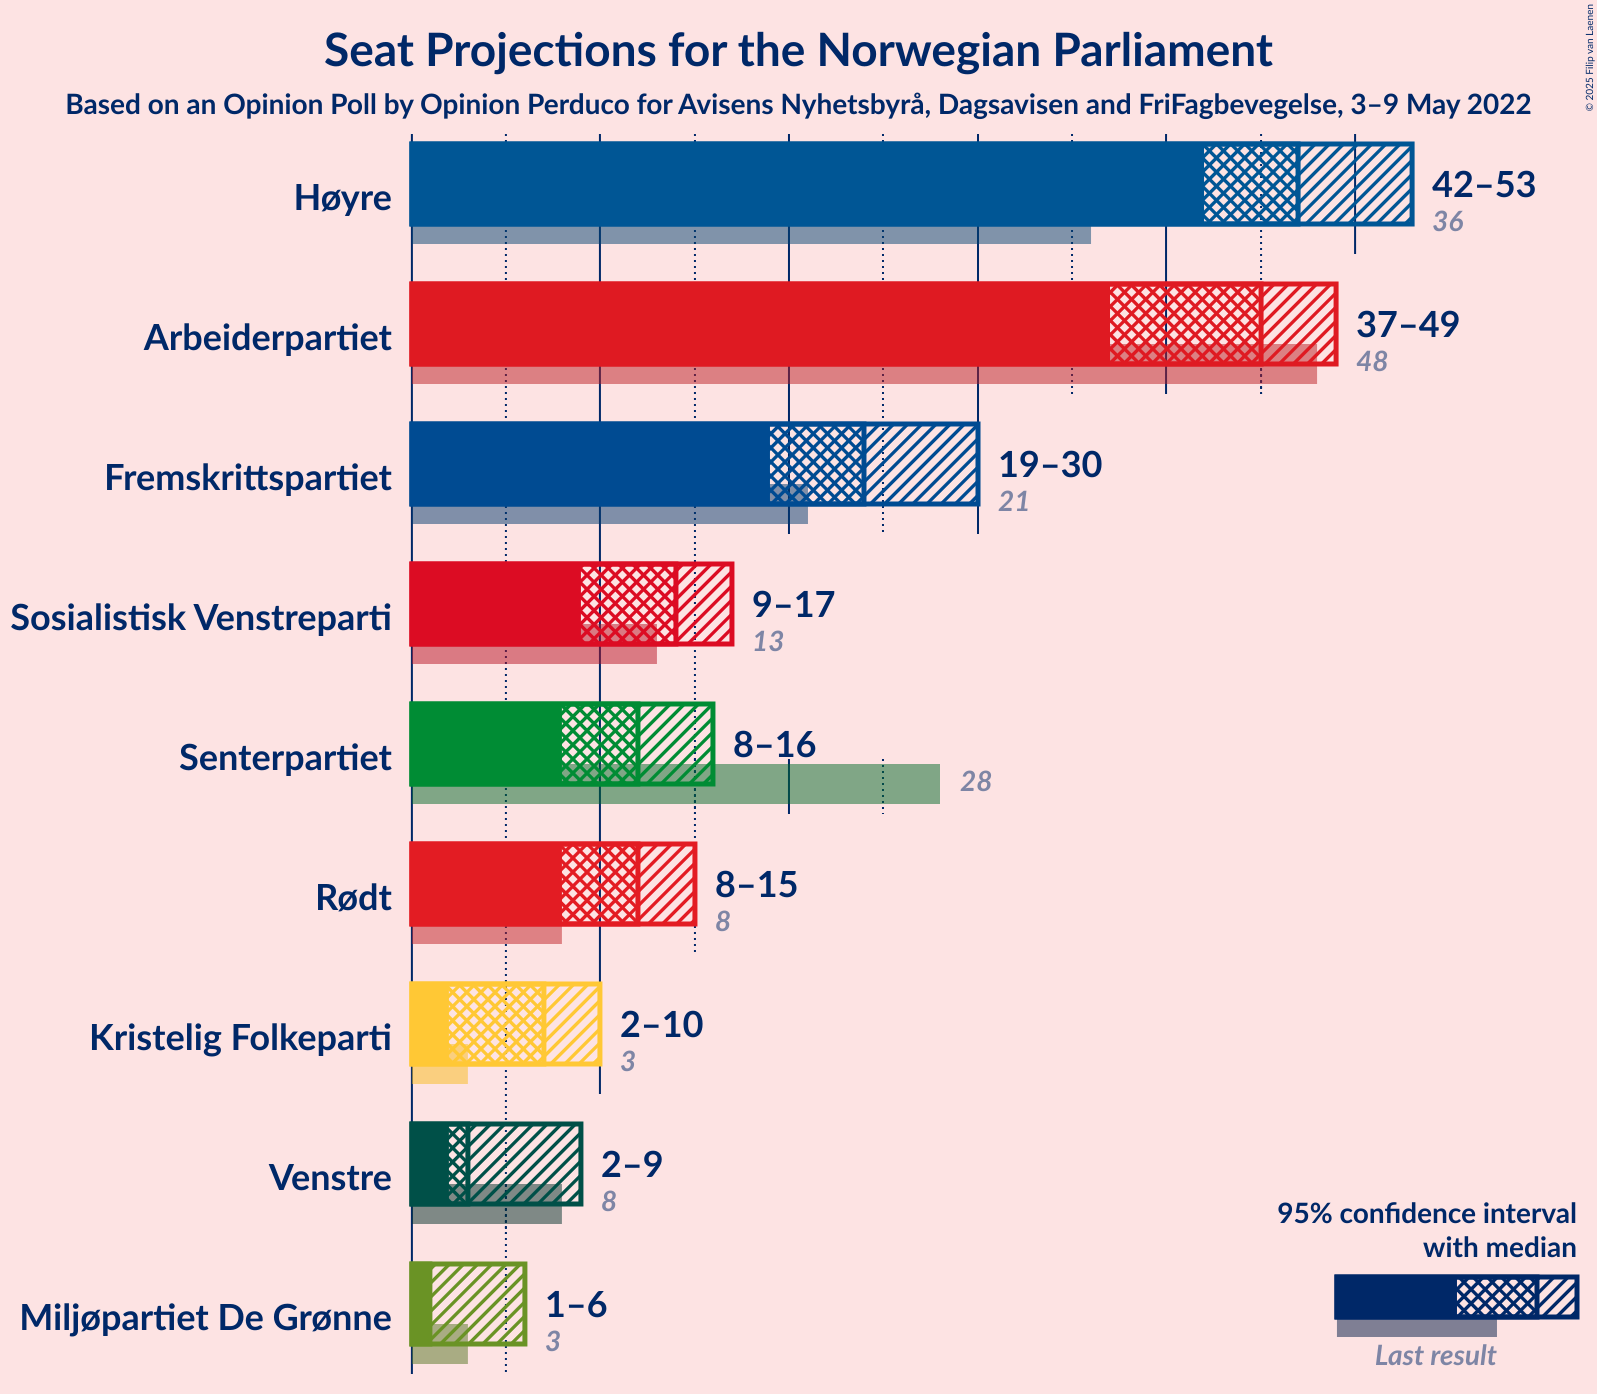 Seat Projections for the Norwegian Parliament
Based on an Opinion Poll by Opinion Perduco for Avisens Nyhetsbyrå, Dagsavisen and FriFagbevegelse, 3–9 May 2022
© 2025 Filip van Laenen
Høyre
42–53
36
Arbeiderpartiet
37–49
48
Fremskrittspartiet
19–30
21
Sosialistisk Venstreparti
9–17
13
Senterpartiet
8–16
28
Rødt
8–15
8
Kristelig Folkeparti
2–10
3
Venstre
2–9
8
Miljøpartiet De Grønne
1–6
3
95% confidence interval
with median
Last result